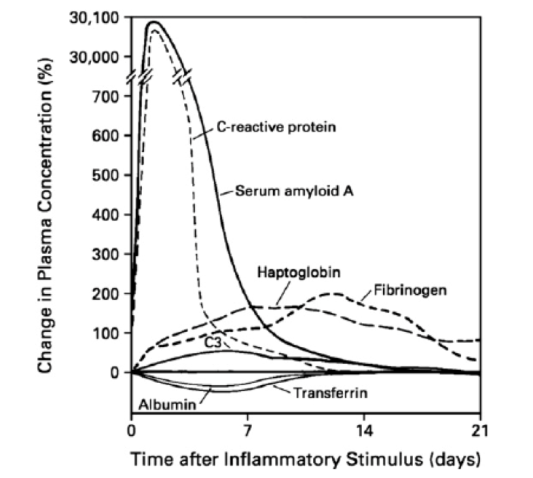 Change in Plasma Concentration (%)
30,100
30,000
700
600
500
400
300
200
100
0
C-reactive protein
Serum amyloid A
Haptoglobin
Fibrinogen
C3
Albumin
Transferrin
0
7
14
21
Time after Inflammatory Stimulus (days)